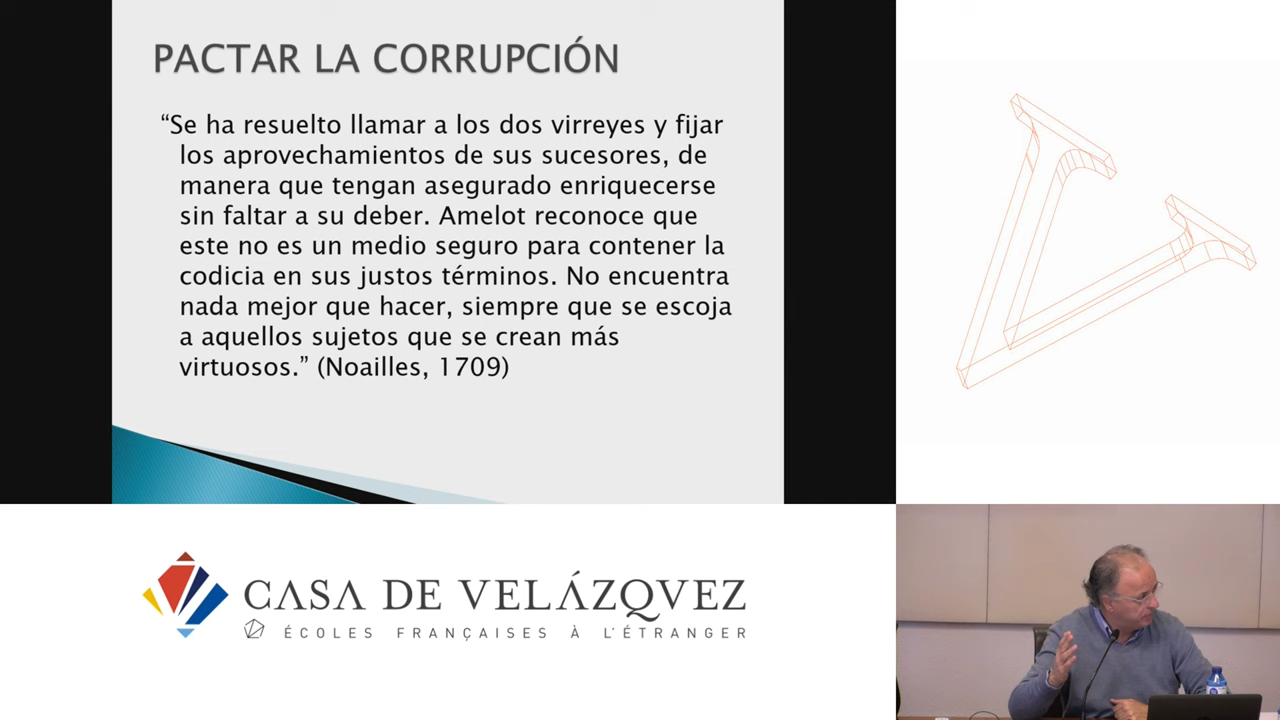 PACTAR LA CORRUPCIÓN
“Se ha resuelto llamar a los dos virreyes y fijar
los aprovechamientos de sus sucesores, de
manera que tengan asegurado enriquecerse
sin faltar a su deber. Amelot reconoce que
este no es un medio seguro para contener la
codicia en sus justos términos. No encuentra
nada mejor que hacer, siempre que se escoja
a aquellos sujetos que se crean más
virtuosos.” (Noailles, 1709)
CASA DE VELÁZQVEZ
ÉCOLES FRANÇAISES À L'ÉTRANGER